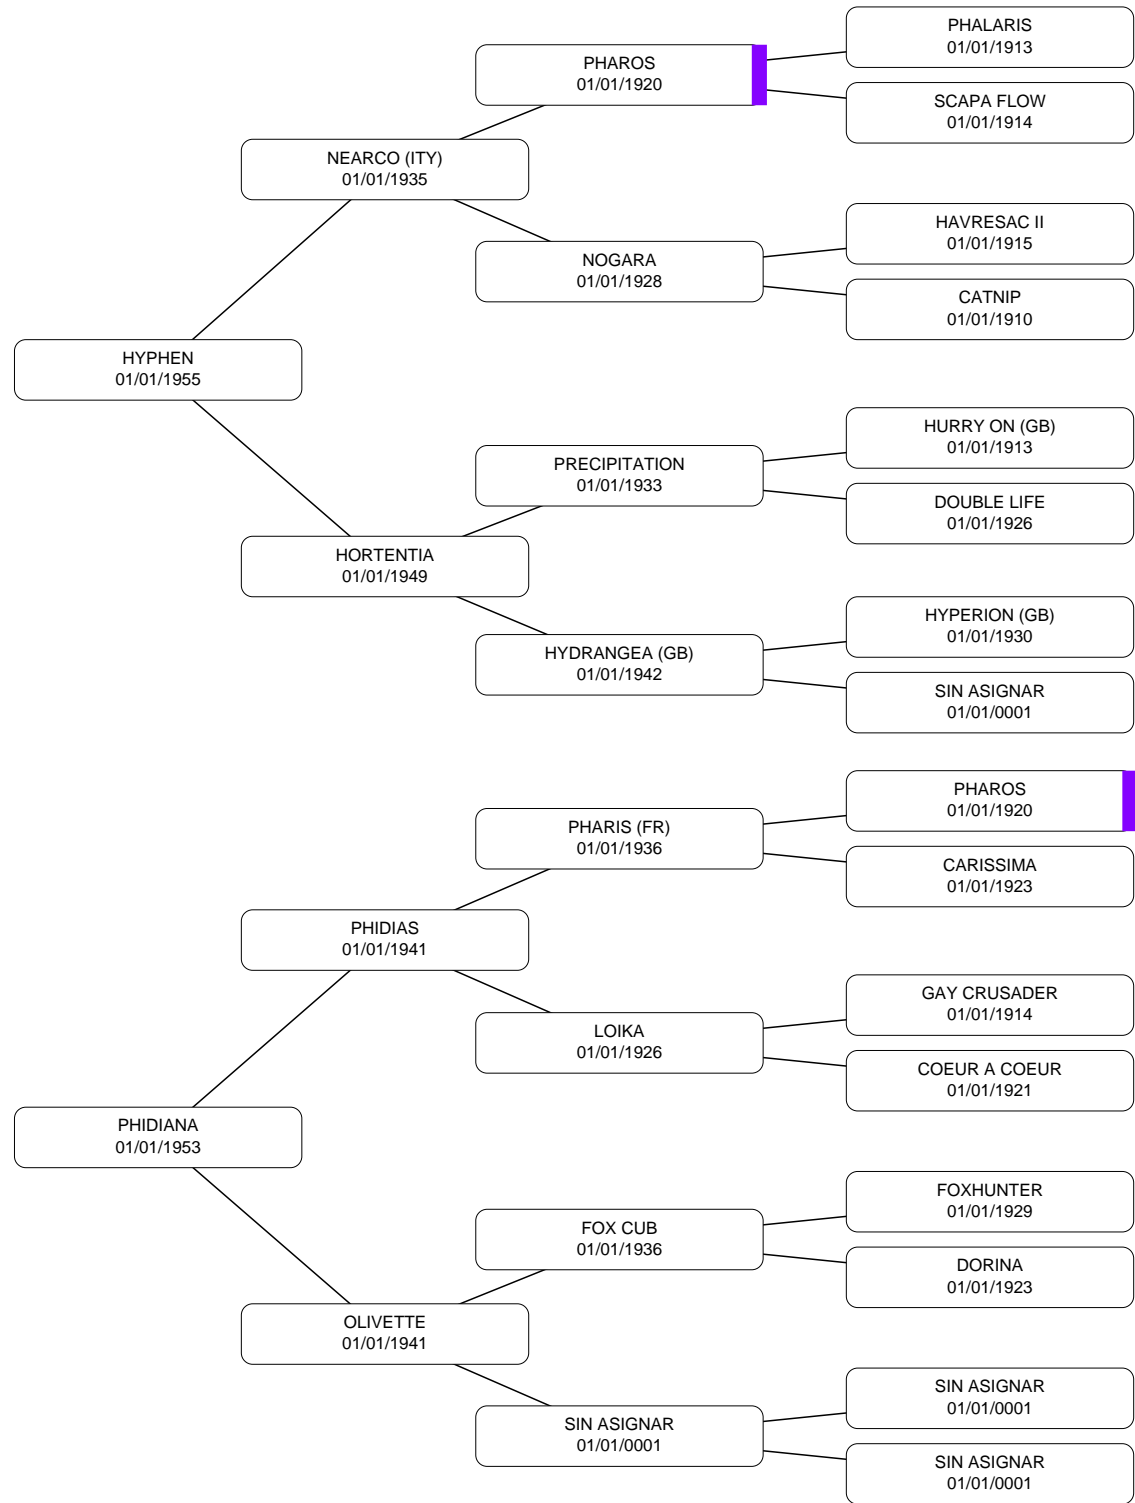 PHALARIS
01/01/1913
PHAROS
01/01/1920
SCAPA FLOW
01/01/1914
NEARCO (ITY)
01/01/1935
HAVRESAC II
01/01/1915
NOGARA
01/01/1928
CATNIP
01/01/1910
HYPHEN
01/01/1955
HURRY ON (GB)
01/01/1913
PRECIPITATION
01/01/1933
DOUBLE LIFE
01/01/1926
HORTENTIA
01/01/1949
HYPERION (GB)
01/01/1930
HYDRANGEA (GB)
01/01/1942
SIN ASIGNAR
01/01/0001
PHAROS
01/01/1920
PHARIS (FR)
01/01/1936
CARISSIMA
01/01/1923
PHIDIAS
01/01/1941
GAY CRUSADER
01/01/1914
LOIKA
01/01/1926
COEUR A COEUR
01/01/1921
PHIDIANA
01/01/1953
FOXHUNTER
01/01/1929
FOX CUB
01/01/1936
DORINA
01/01/1923
OLIVETTE
01/01/1941
SIN ASIGNAR
01/01/0001
SIN ASIGNAR
01/01/0001
SIN ASIGNAR
01/01/0001